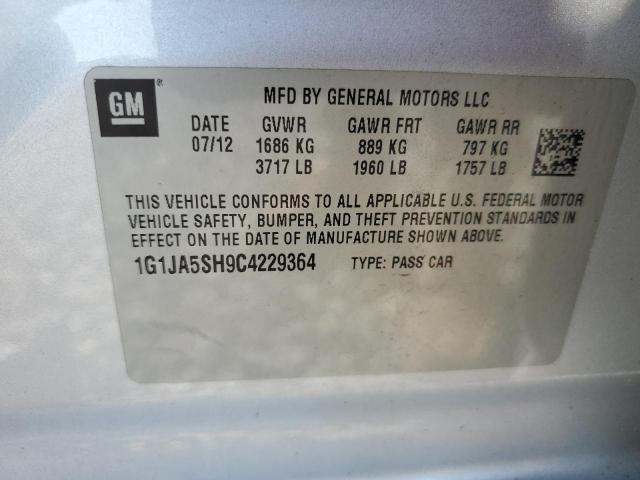 GM ®
MFD BY GENERAL MOTORS LLC
DATE GVWR GAWR FRT GAWR RR
07/12 1686 KG 889 KG 797 KG
3717 LB 1960 LB 1757 LB
THIS VEHICLE CONFORMS TO ALL APPLICABLE U.S. FEDERAL MOTOR
VEHICLE SAFETY, BUMPER, AND THEFT PREVENTION STANDARDS IN
EFFECT ON THE DATE OF MANUFACTURE SHOWN ABOVE.
1G1JA5SH9C4229364 TYPE: PASS CAR